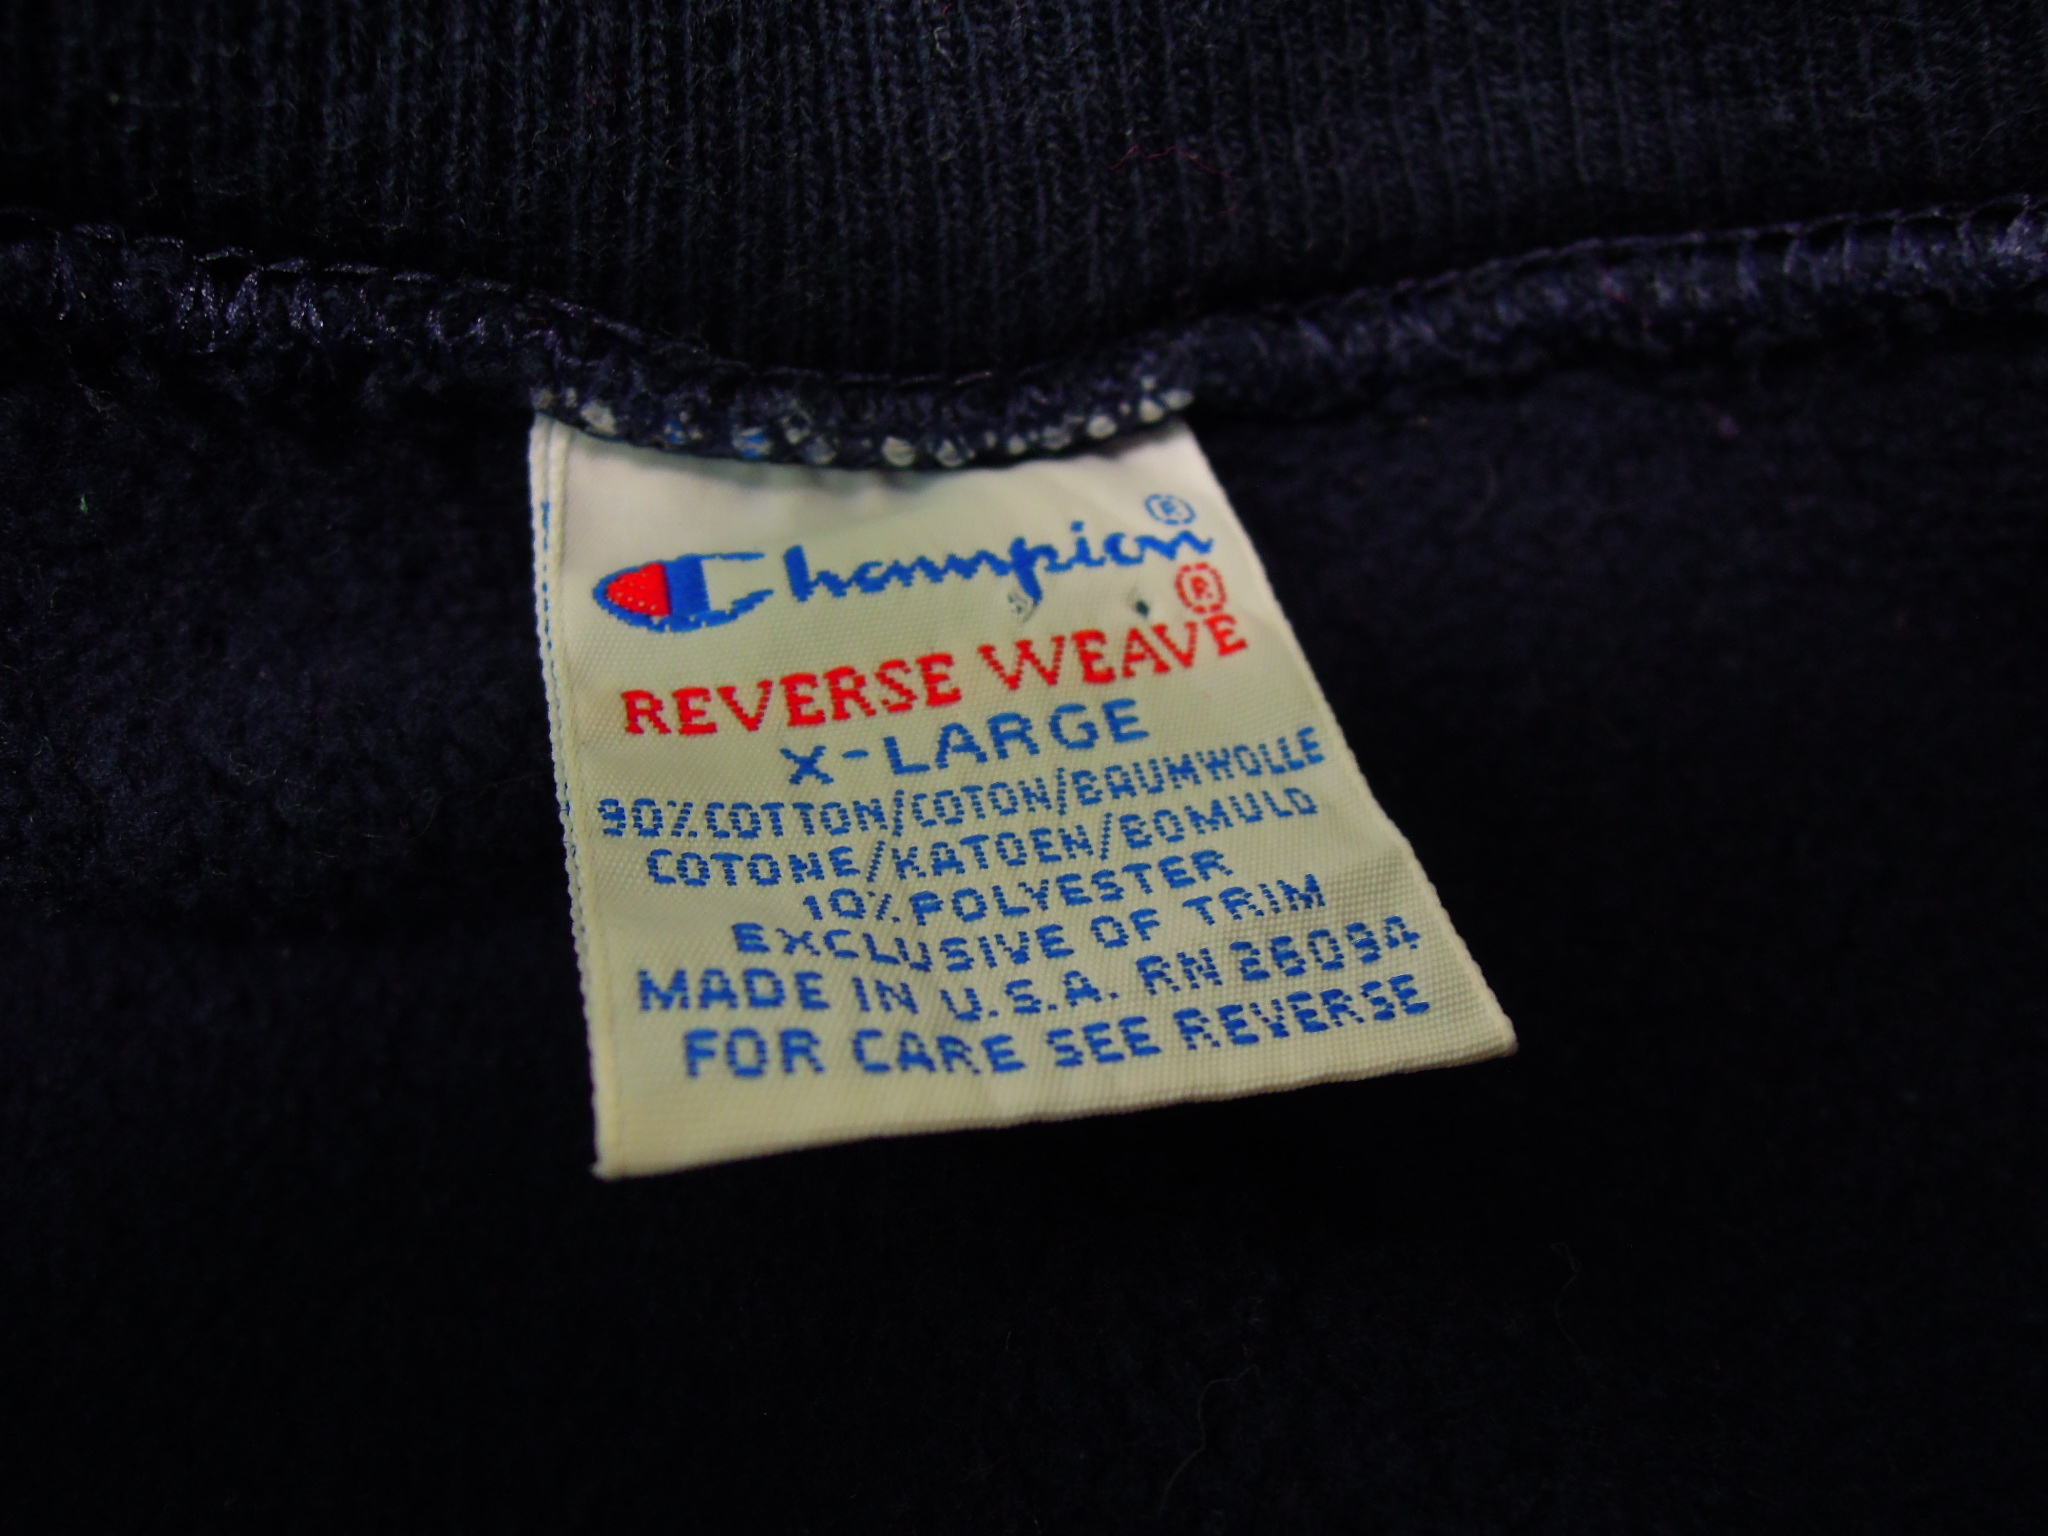 Champion®
REVERSE WEAVE®
X-LARGE
90% COTTON/COTON/BAUMWOLLE
COTONE/KATOEN/BOMULD
10% POLYESTER
EXCLUSIVE OF TRIM
MADE IN U.S.A. RN 26094
FOR CARE SEE REVERSE